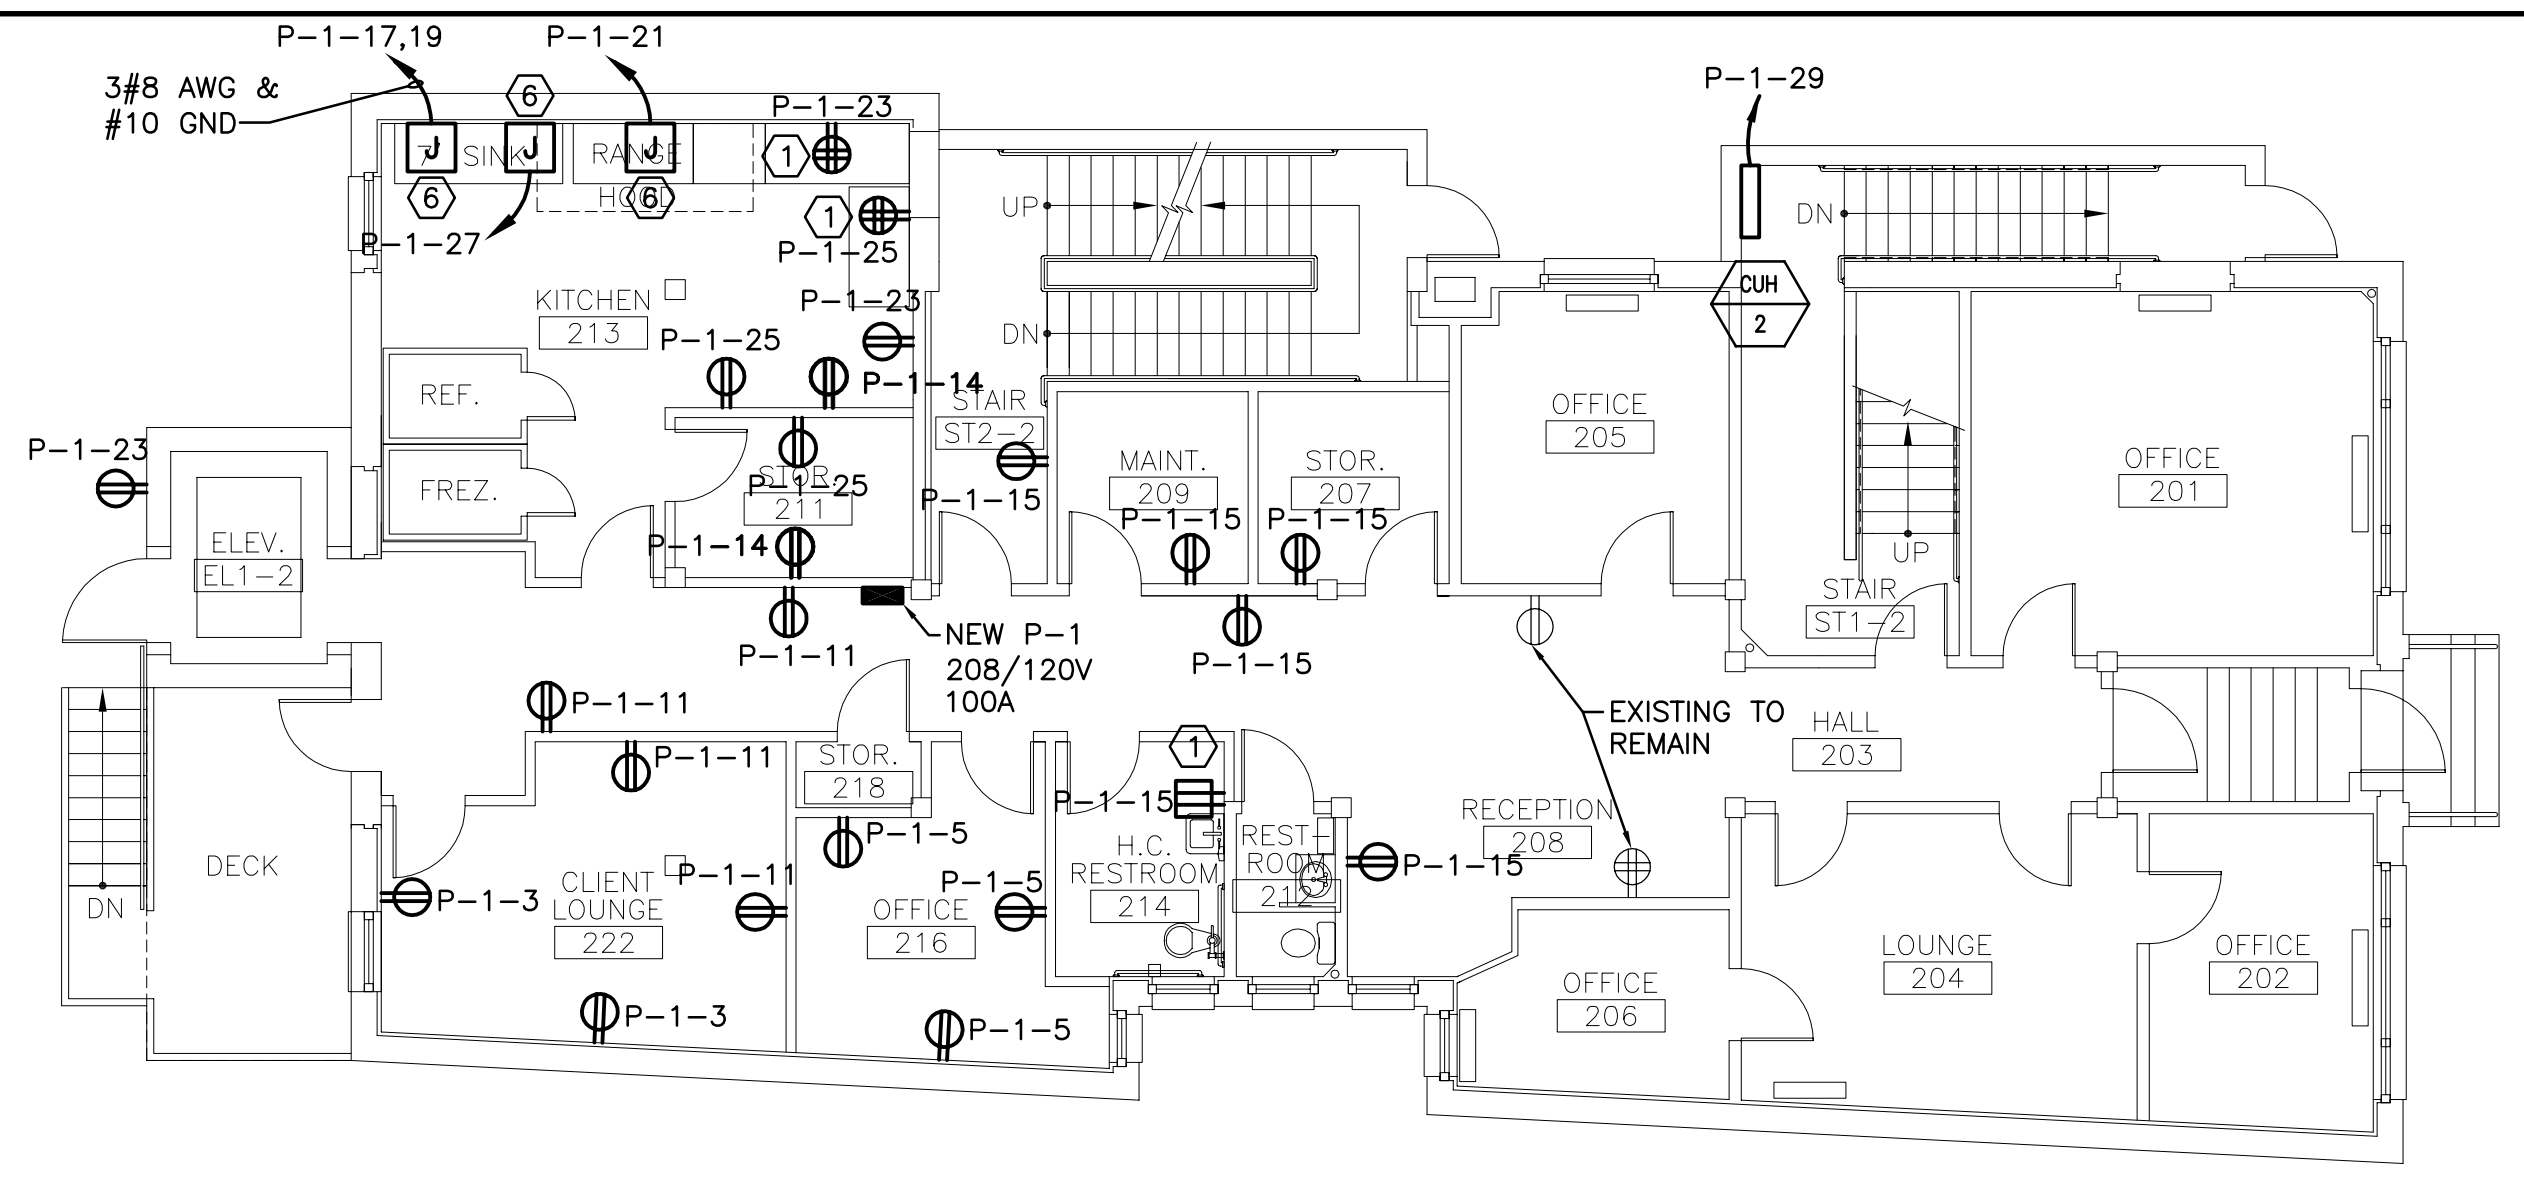 P-1-17,19
P-1-21
3#8 AWG &
#10 GND
6
P-1-23
P-1-29
J
J
J
7'
SINK
RANGE
HOOD
1
6
6
1
P-1-27
P-1-25
UP
DN
CUH
2
KITCHEN
213
P-1-23
P-1-25
P-1-14
DN
REF.
STAIR
ST2-2
OFFICE
205
P-1-23
FREZ.
STOR.
P-1-25
211
P-1-15
MAINT.
209
P-1-15
STOR.
207
P-1-15
OFFICE
201
ELEV.
EL1-2
P-1-14
UP
STAIR
ST1-2
P-1-11
NEW P-1
208/120V
100A
P-1-15
P-1-11
EXISTING TO
REMAIN
HALL
203
P-1-11
STOR.
218
1
P-1-15
RECEPTION
208
DECK
DN
P-1-3
CLIENT
LOUNGE
222
P-1-11
P-1-5
P-1-5
OFFICE
216
H.C.
RESTROOM
214
REST-
ROOM
212
P-1-15
LOUNGE
204
OFFICE
202
OFFICE
206
P-1-3
P-1-5